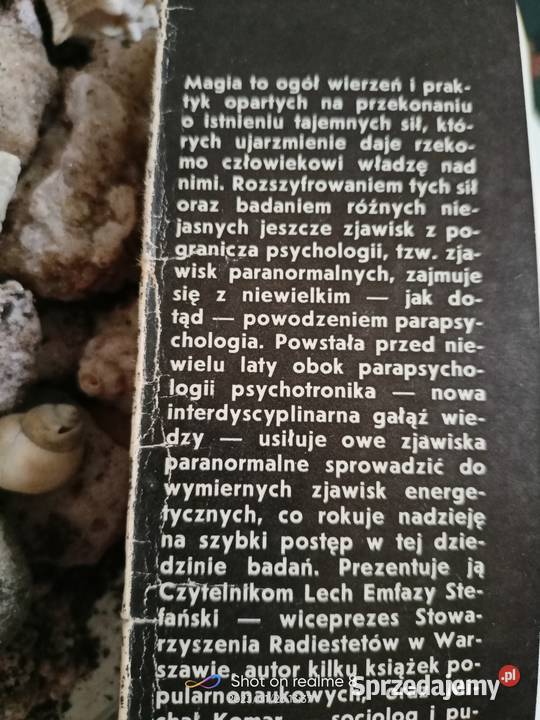 Magia to ogół wierzeń i prak-
tyk opartych na przekonaniu
o istnieniu tajemnych sił, któ-
rych ujarzmienie daje rzeko-
mo człowiekowi władzę nad
nimi. Rozszyfrowaniem tych sił
oraz badaniem różnych nie-
jasnych jeszcze zjawisk z po-
granicza psychologii, tzw. zja-
wisk paranormalnych, zajmuje
się z niewielkim — jak do-
tąd — powodzeniem parapsy-
chologia. Powstała przed nie-
wielu laty obok parapsycho-
logii psychotronika — nowa
interdyscyplinarna gałąź wie-
dzy — usiłuje owe zjawiska
paranormalne sprowadzić do
wymiernych zjawisk energe-
tycznych, co rokuje nadzieję
na szybki postęp w tej dzie-
dzinie badań. Prezentuje ją
Czytelnikom Lech Emfazy Ste-
fański — wiceprezes Stowa-
rzyszenia Radiestetów w War-
szawie, autor kilku książek po-
pularnonaukowych,
chał Komar — socjolog i pu-
Shot on realme 8
Sprzedajemy.pl